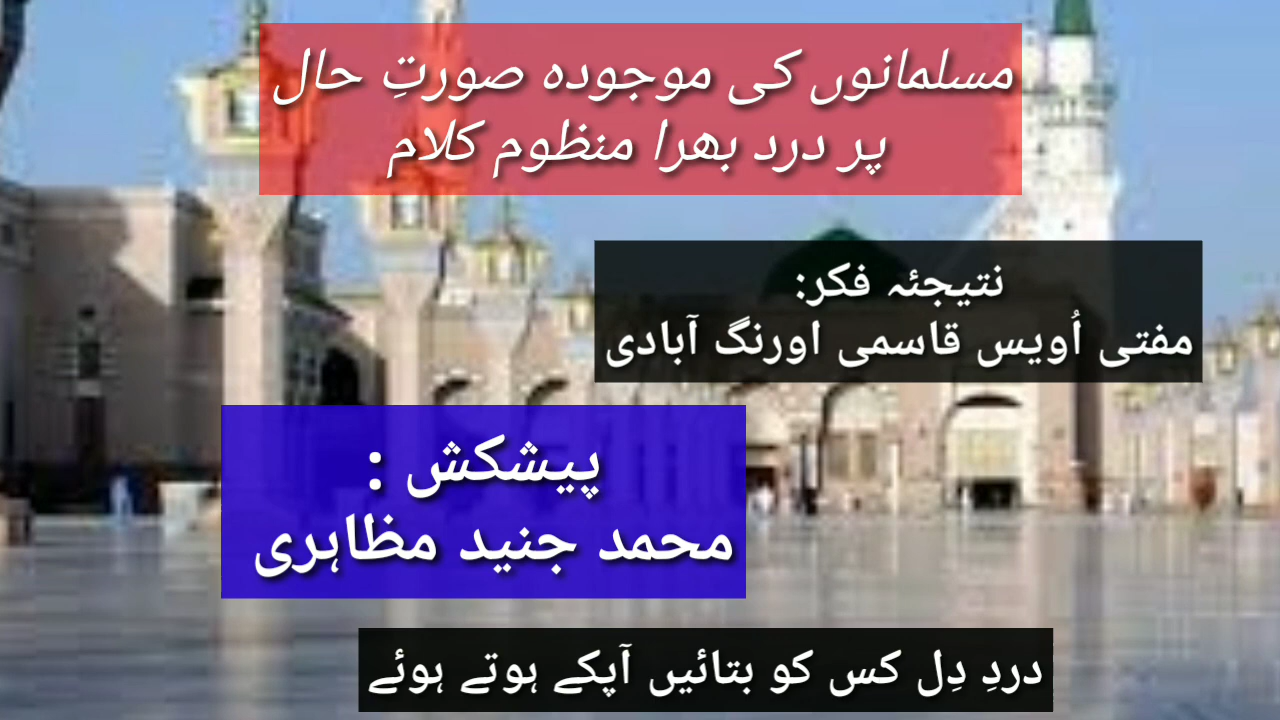 مسلمانوں کی موجودہ صورتِ حال
پر درد بھرا منظوم کلام
نتیجئہ فکر:
مفتی اُویس قاسمی اورنگ آبادی
پیشکش :
محمد جنید مظاہری
دردِ دِل کس کو بتائیں آپکے ہوتے ہوئے